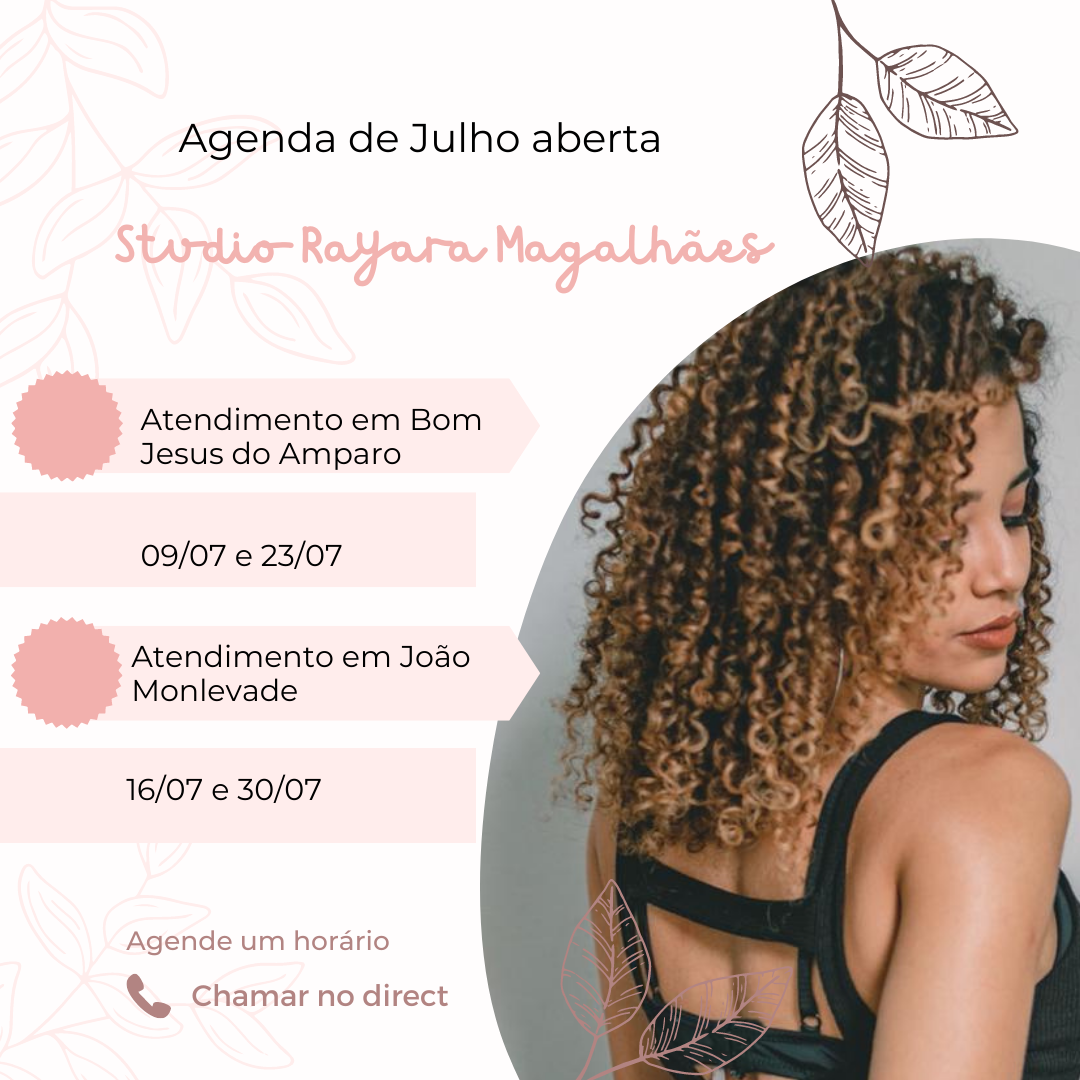 Agenda de Julho aberta
Studio Rayara Magalhães
Atendimento em Bom
Jesus do Amparo
09/07 e 23/07
Atendimento em João
Monlevade
16/07 e 30/07
Agende um horário
Chamar no direct